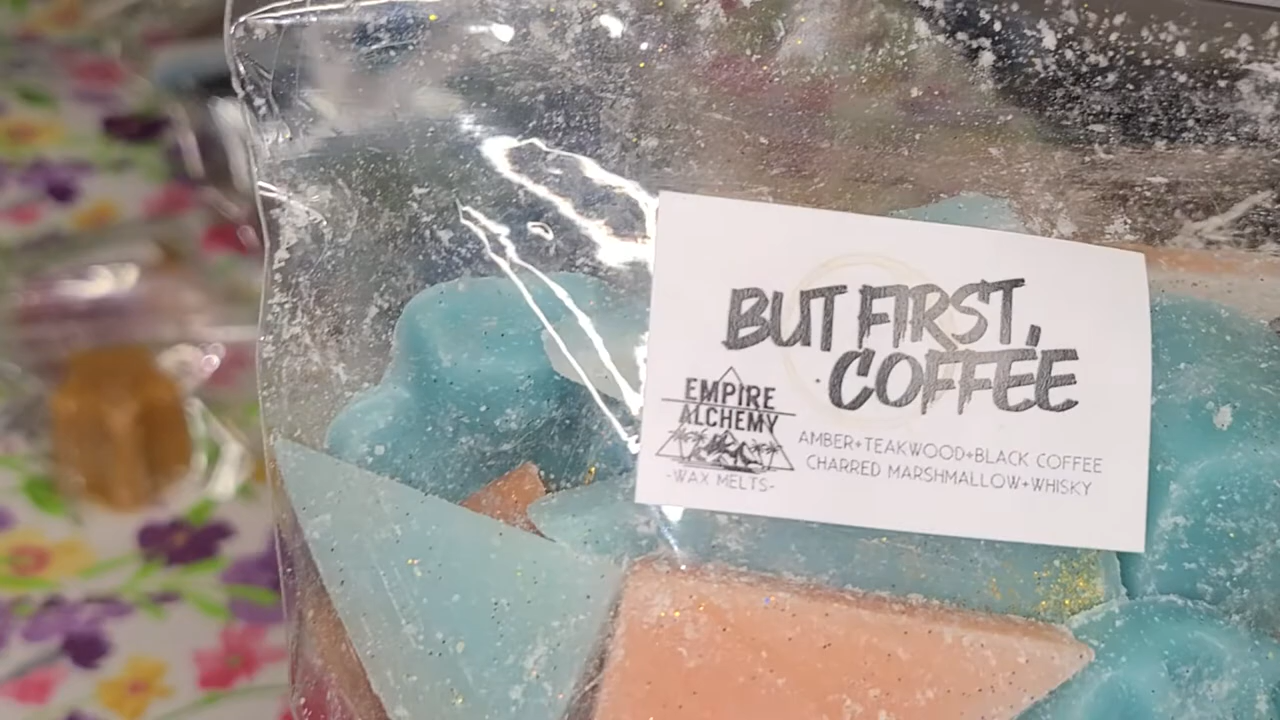 BUT FIRST,
COFFEE
EMPIRE
ALCHEMY
-WAX MELTS-
AMBER+TEAKWOOD+BLACK COFFEE
CHARRED MARSHMALLOW+WHISKY